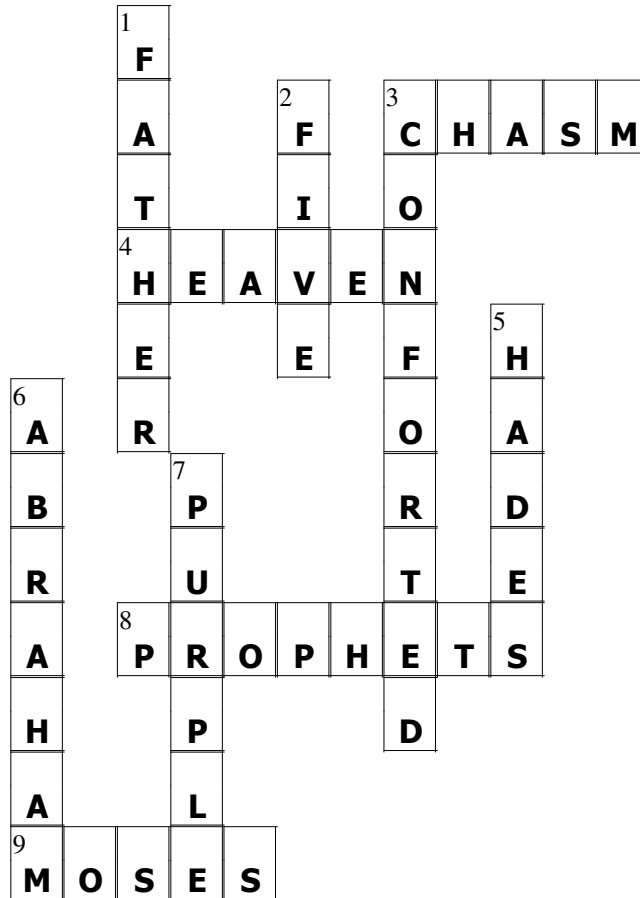 1
F
2 3
A F C H A S M
T I O
4
H E A V E N
5
E E F H
6
A R O A
7
B P R D
R U T E
8
A P R O P H E T S
H P D
A L
9
M O S E S